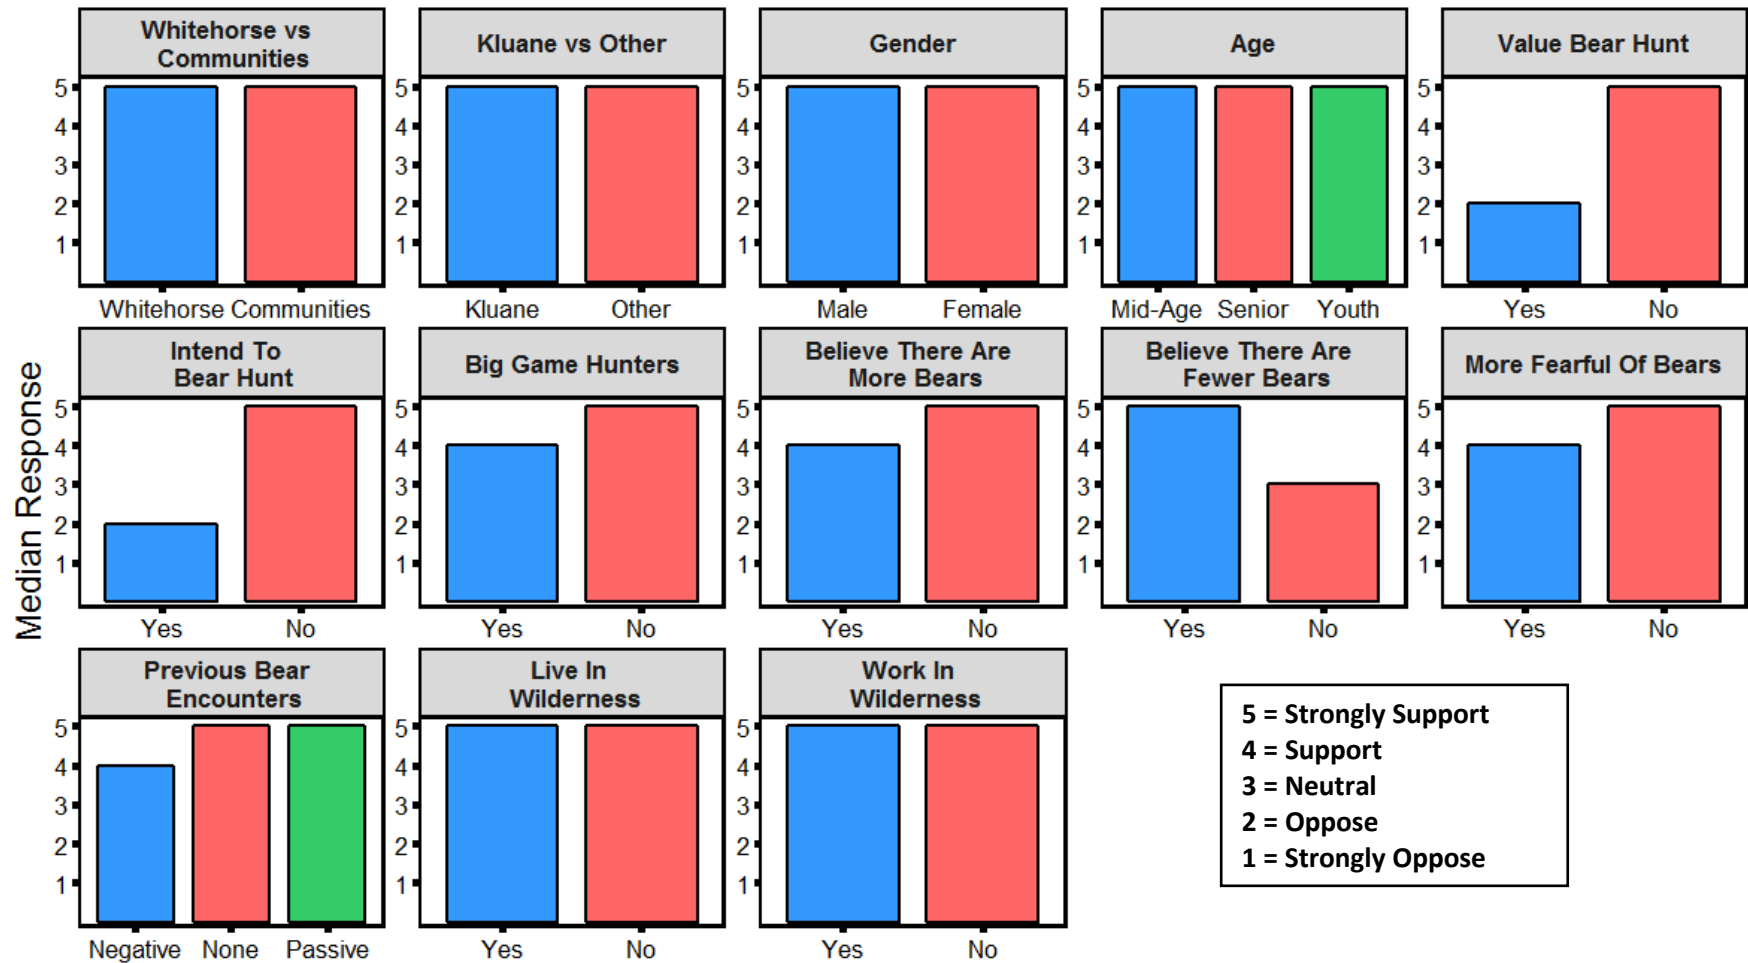 Whitehorse vs
Communities
Kluane vs Other
Gender
Age
Value Bear Hunt
5
4
3
2
1
5
4
3
2
1
5
4
3
2
1
5
4
3
2
1
5
4
3
2
1
Whitehorse Communities
Kluane Other
Male Female
Mid-Age Senior Youth
Yes No
Median Response
Intend To
Bear Hunt
Big Game Hunters
Believe There Are
More Bears
Believe There Are
Fewer Bears
More Fearful Of Bears
5
4
3
2
1
5
4
3
2
1
5
4
3
2
1
5
4
3
2
1
5
4
3
2
1
Yes No
Yes No
Yes No
Yes No
Yes No
Previous Bear
Encounters
Live In
Wilderness
Work In
Wilderness
5
4
3
2
1
5
4
3
2
1
5
4
3
2
1
Negative None Passive
Yes No
Yes No
5 = Strongly Support
4 = Support
3 = Neutral
2 = Oppose
1 = Strongly Oppose